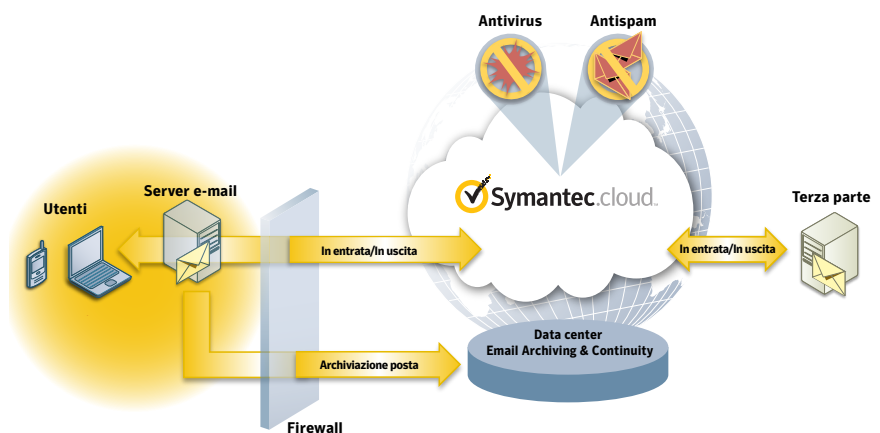 Antivirus
Antispam
Server e-mail
Utenti
Symantec.cloud™
Terza parte
In entrata/In uscita
In entrata/In uscita
Data center
Email Archiving & Continuity
Archiviazione posta
Firewall